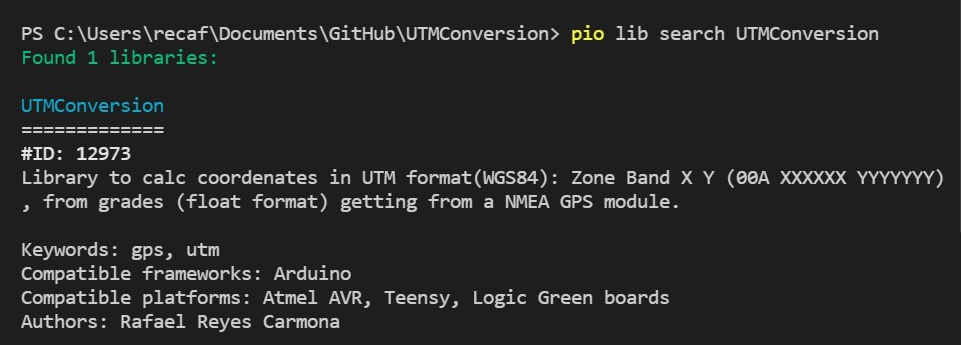 PS C:\Users\recaf\Documents\GitHub\UTMConversion> pio lib search UTMConversion
Found 1 libraries:
UTMConversion
=============
#ID: 12973
Library to calc coordenates in UTM format(WGS84): Zone Band X Y (00A XXXXXX YYYYYYY)
, from grades (float format) getting from a NMEA GPS module.
Keywords: gps, utm
Compatible frameworks: Arduino
Compatible platforms: Atmel AVR, Teensy, Logic Green boards
Authors: Rafael Reyes Carmona